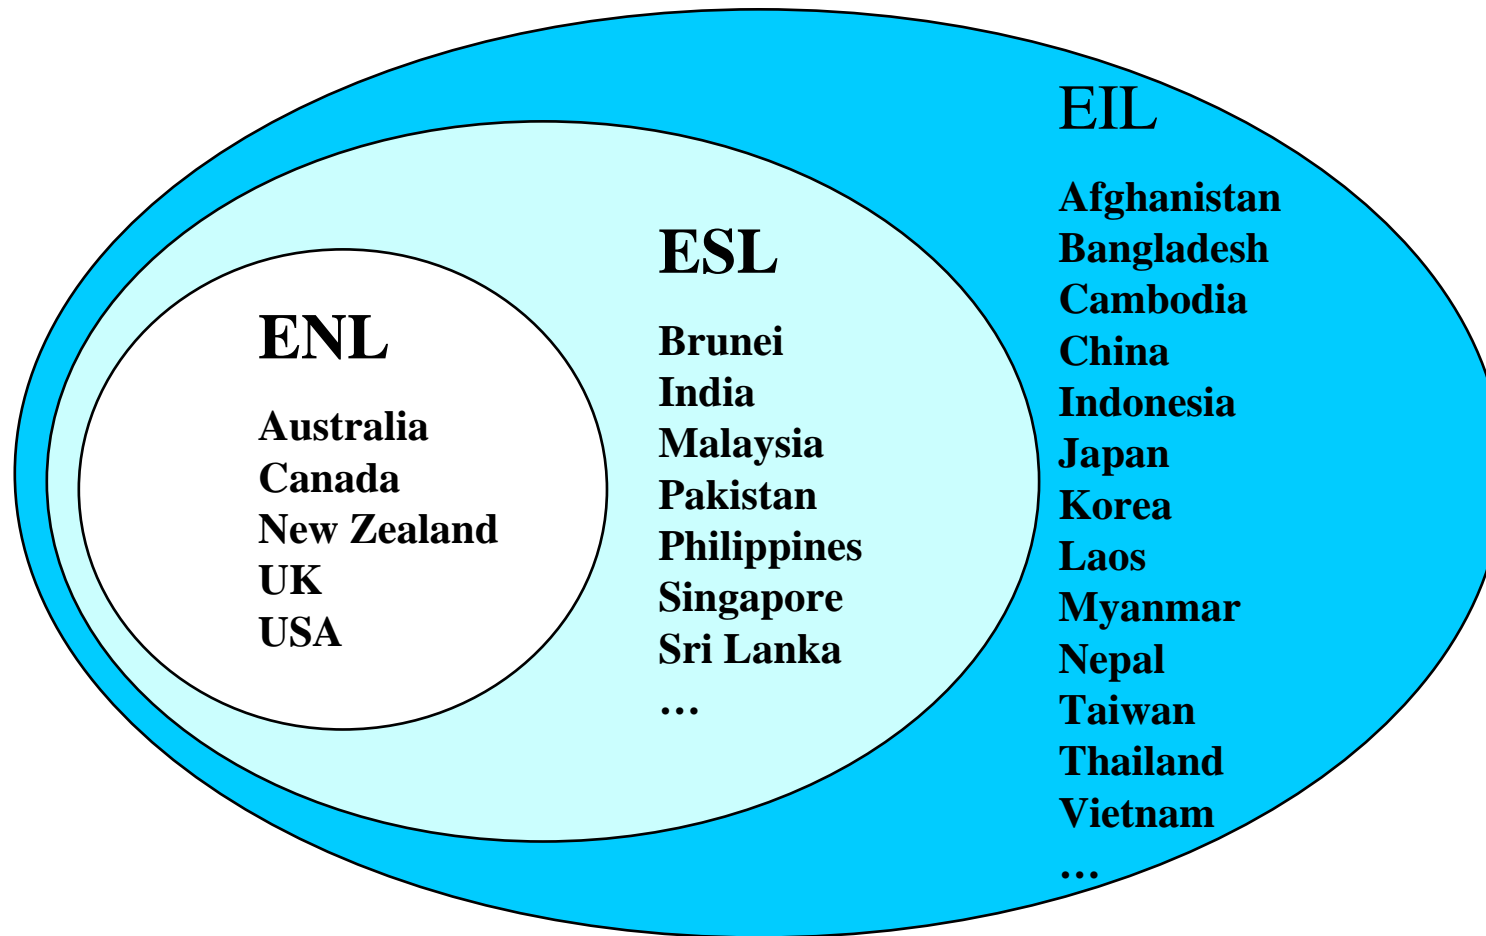 ENL
Australia
Canada
New Zealand
UK
USA
ESL
Brunei
India
Malaysia
Pakistan
Philippines
Singapore
Sri Lanka
…
EIL
Afghanistan
Bangladesh
Cambodia
China
Indonesia
Japan
Korea
Laos
Myanmar
Nepal
Taiwan
Thailand
Vietnam
…